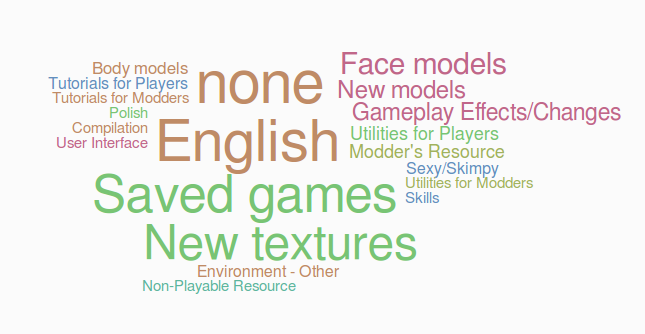 Body models
Tutorials for Players
Tutorials for Modders
Polish
Compilation
User Interface
none
English
Face models
New models
Gameplay Effects/Changes
Utilities for Players
Modder's Resource
Sexy/Skimpy
Utilities for Modders
Skills
Saved games
New textures
Environment - Other
Non-Playable Resource